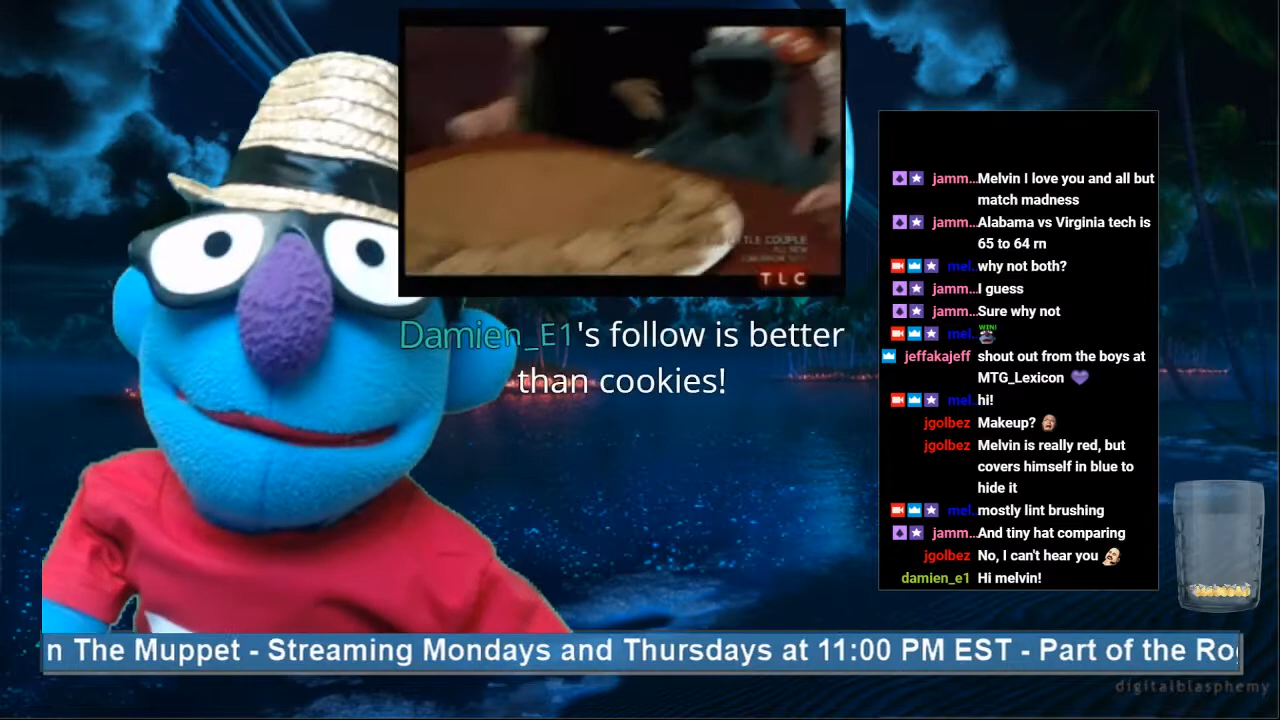 TLE COUPLE
TLC
Damien_E1's follow is better
than cookies!
jamm... Melvin I love you and all but
match madness
jamm... Alabama vs Virginia tech is
65 to 64 rn
mel... why not both?
jamm... I guess
jamm... Sure why not
mel...
WIN!
jeffakajeff shout out from the boys at
MTG_Lexicon
mel... hi!
jgolbez Makeup?
jgolbez Melvin is really red, but
covers himself in blue to
hide it
mel... mostly lint brushing
jamm... And tiny hat comparing
jgolbez No, I can't hear you
damien_e1 Hi melvin!
n The Muppet - Streaming Mondays and Thursdays at 11:00 PM EST - Part of the Ro
digitalblasphemy